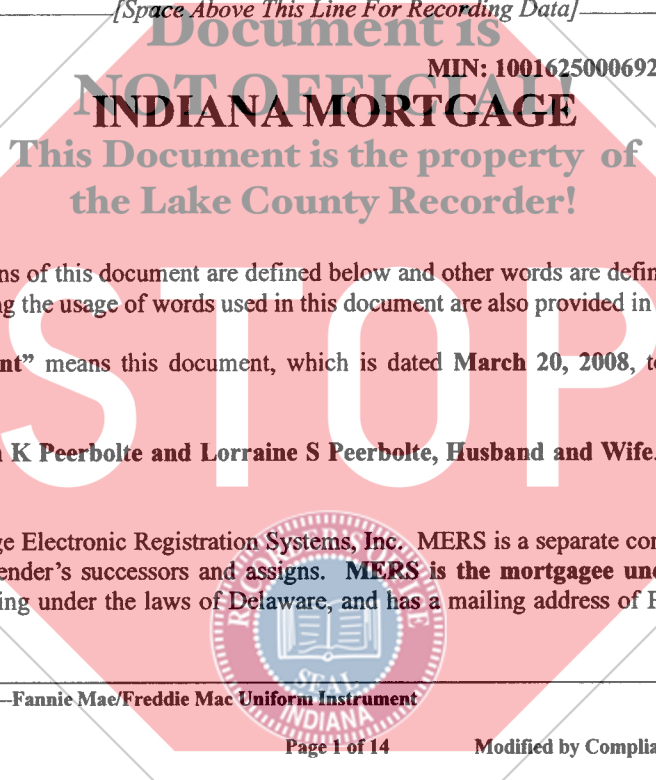 [Space Above This Line For Recording Data]
Document is
MIN: 1001625000692
NOT OFFICIAL!
INDIANA MORTGAGE
This Document is the property of
the Lake County Recorder!
ns of this document are defined below and other words are defin
g the usage of words used in this document are also provided in
STOP
nt” means this document, which is dated March 20, 2008, t
K Peerbolte and Lorraine S Peerbolte, Husband and Wife.
ge Electronic Registration Systems, Inc. MERS is a separate cor
ender’s successors and assigns. MERS is the mortgagee und
ing under the laws of Delaware, and has a mailing address of P
SEAL
INDIANA
–Fannie Mae/Freddie Mac Uniform Instrument
Page 1 of 14
Modified by Complia